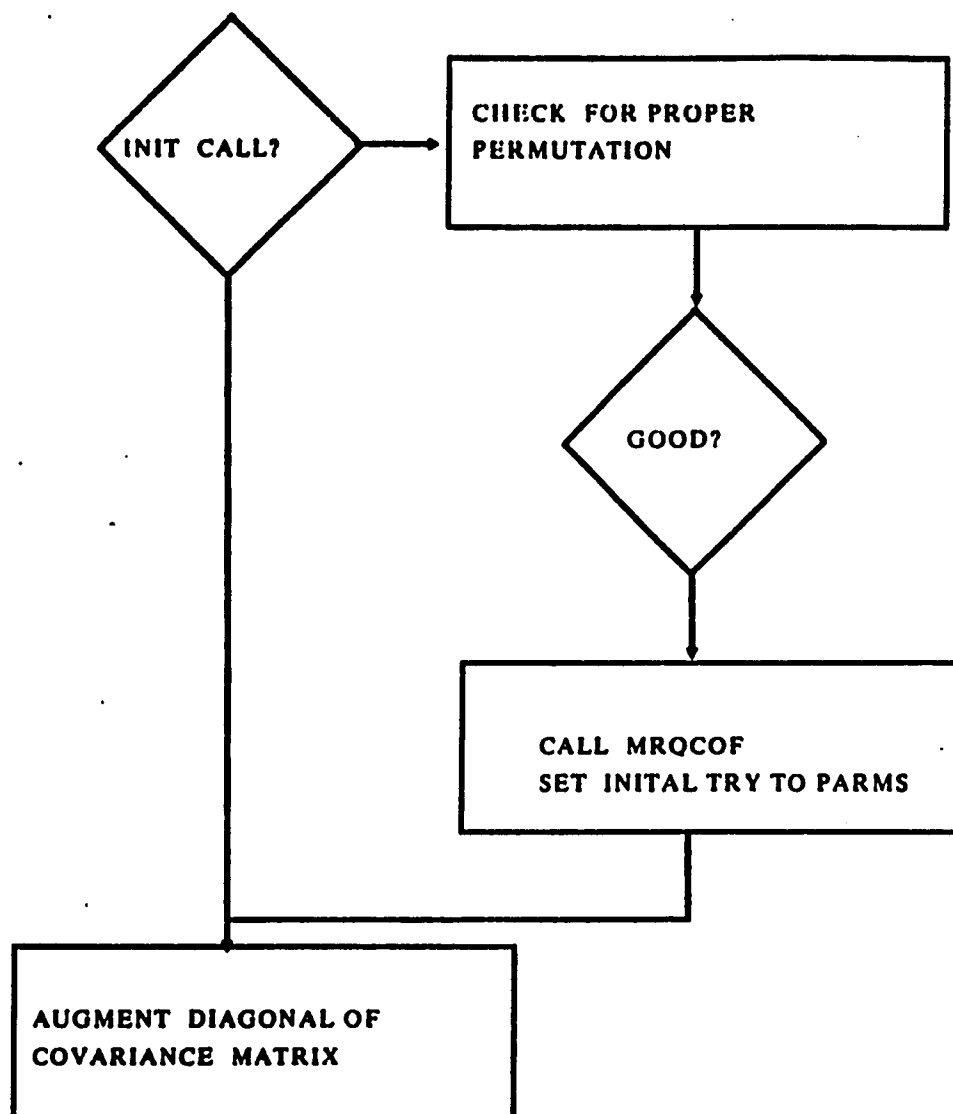 INIT CALL?
CHECK FOR PROPER
PERMUTATION
GOOD?
CALL MRQCOF
SET INITAL TRY TO PARMS
AUGMENT DIAGONAL OF
COVARIANCE MATRIX